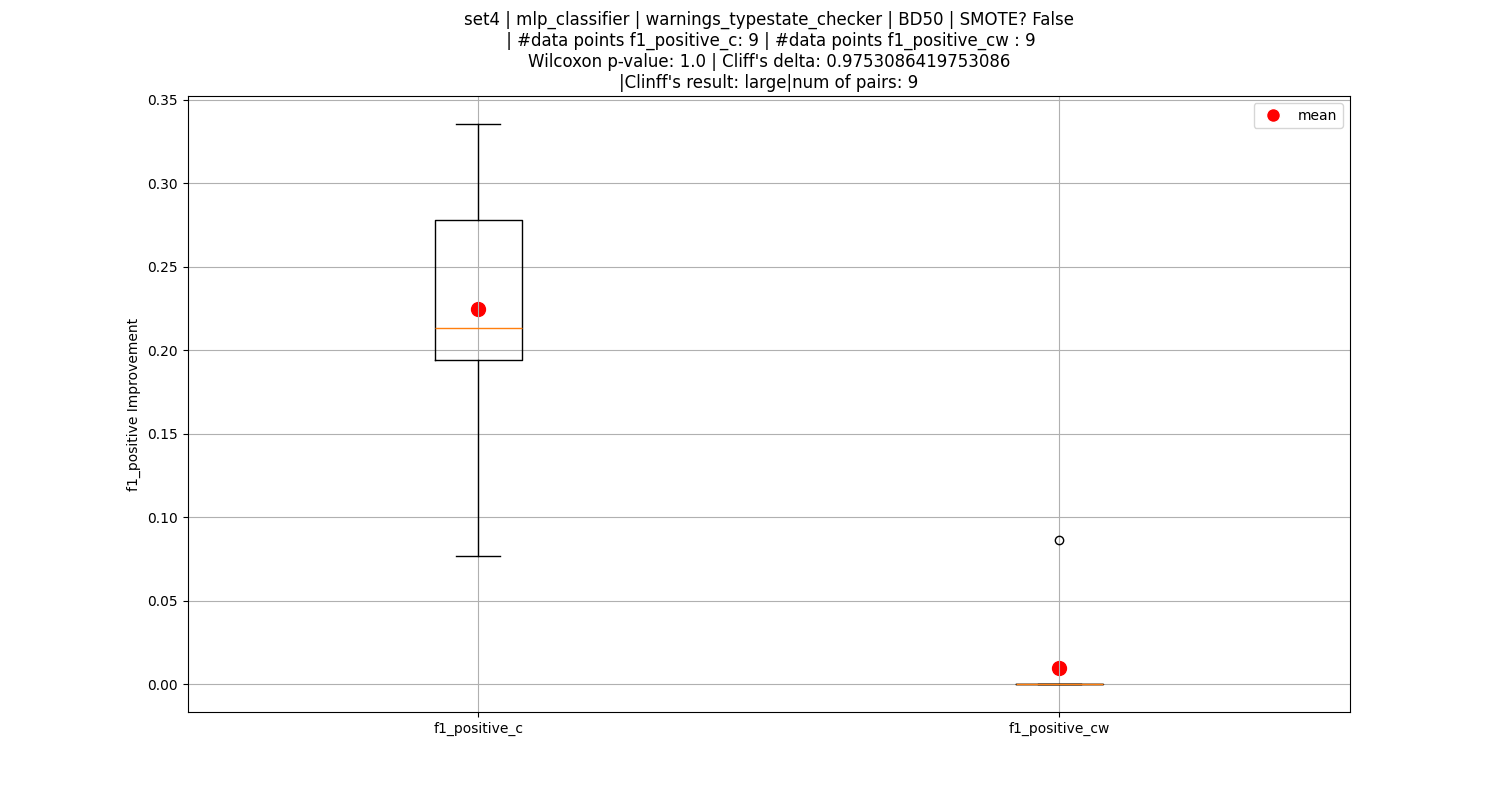 set4 | mlp_classifier | warnings_typestate_checker | BD50 | SMOTE? False
| #data points f1_positive_c: 9 | #data points f1_positive_cw : 9
Wilcoxon p-value: 1.0 | Cliff's delta: 0.9753086419753086
|Clinff's result: large|num of pairs: 9
mean
f1_positive Improvement
0.35
0.30
0.25
0.20
0.15
0.10
0.05
0.00
f1_positive_c
f1_positive_cw